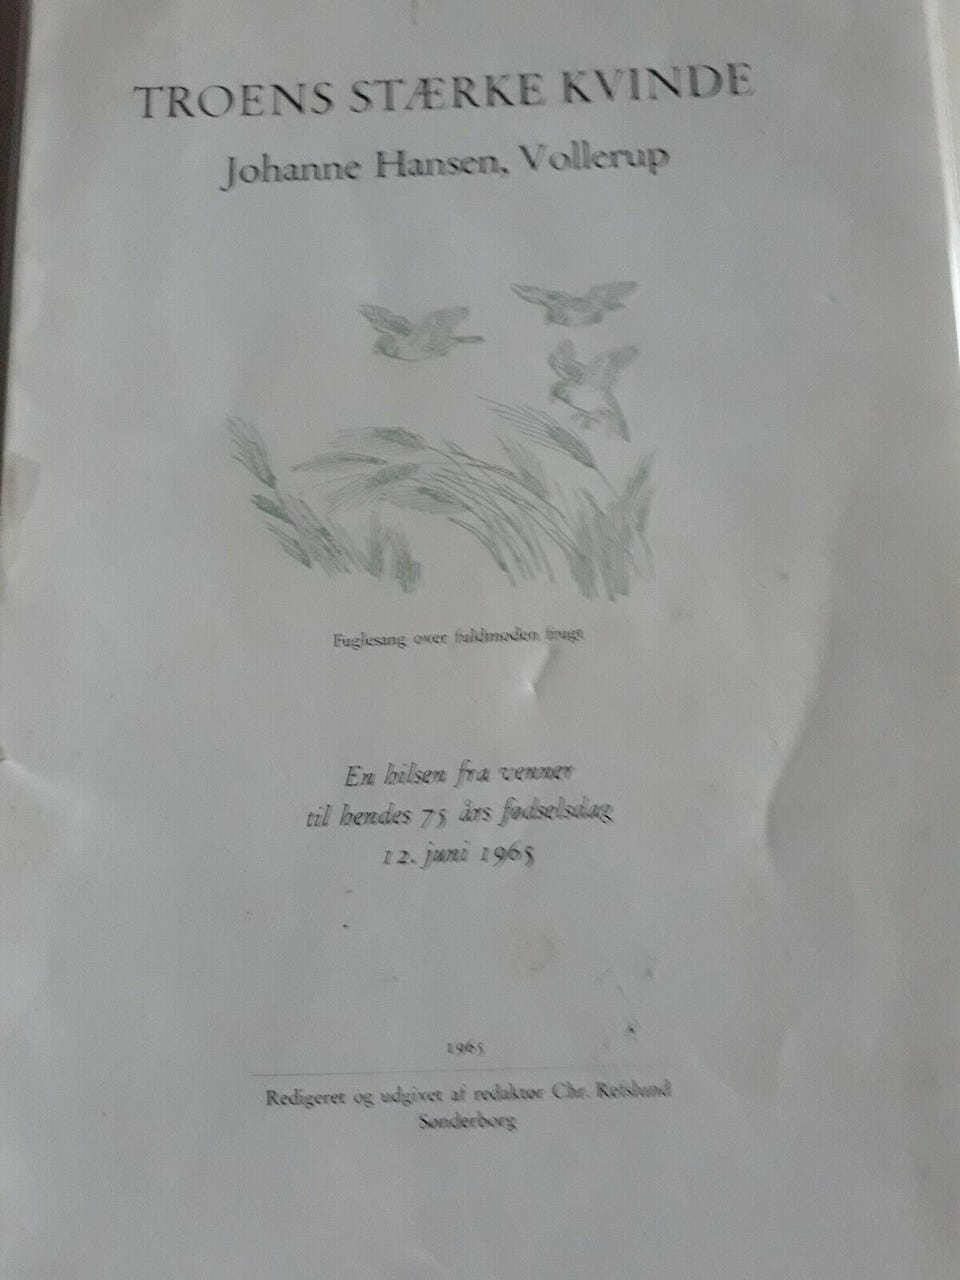 TROENS STÆRKE KVINDE
Johanne Hansen, Vollerup
Fuglesang over fuldmoden frugt
En hilsen fra venner
til hendes 75 års fødselsdag
12. juni 1965
1965
Redigeret og udgivet af redaktør Chr. Refslund
Sønderborg